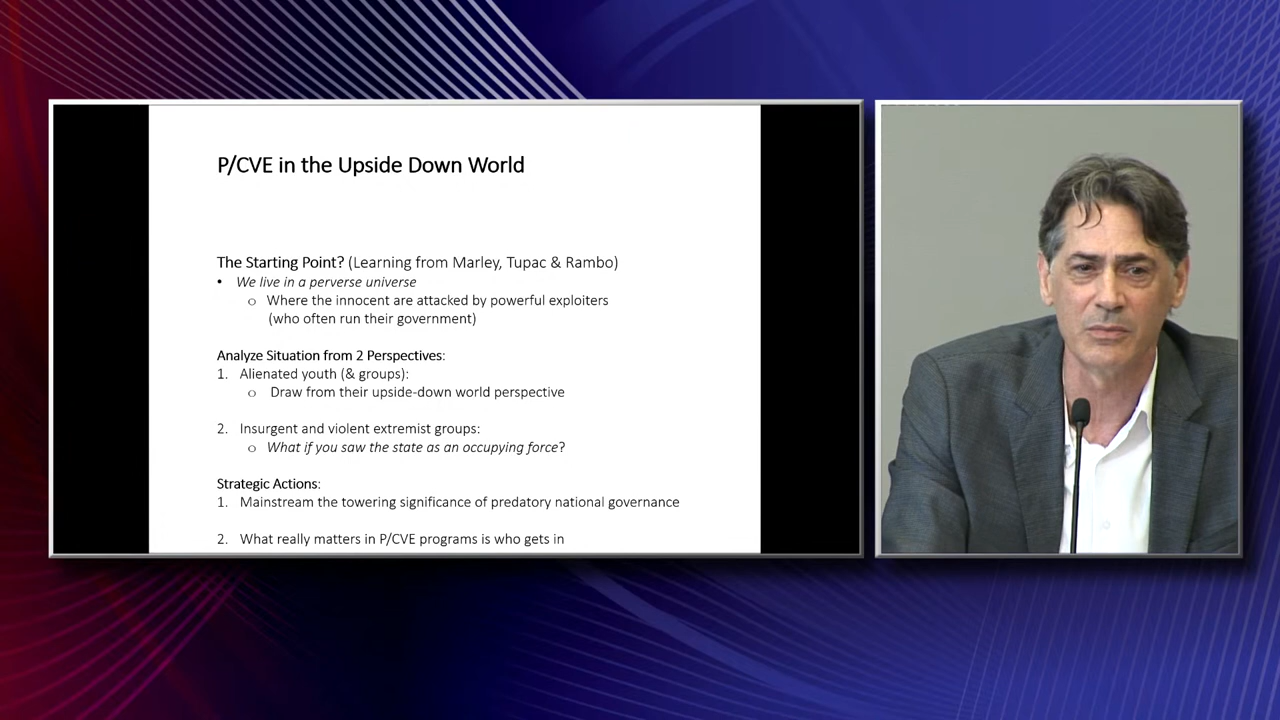 P/CVE in the Upside Down World
The Starting Point? (Learning from Marley, Tupac & Rambo)
• We live in a perverse universe
o Where the innocent are attacked by powerful exploiters
(who often run their government)
Analyze Situation from 2 Perspectives:
1. Alienated youth (& groups):
o Draw from their upside-down world perspective
2. Insurgent and violent extremist groups:
o What if you saw the state as an occupying force?
Strategic Actions:
1. Mainstream the towering significance of predatory national governance
2. What really matters in P/CVE programs is who gets in